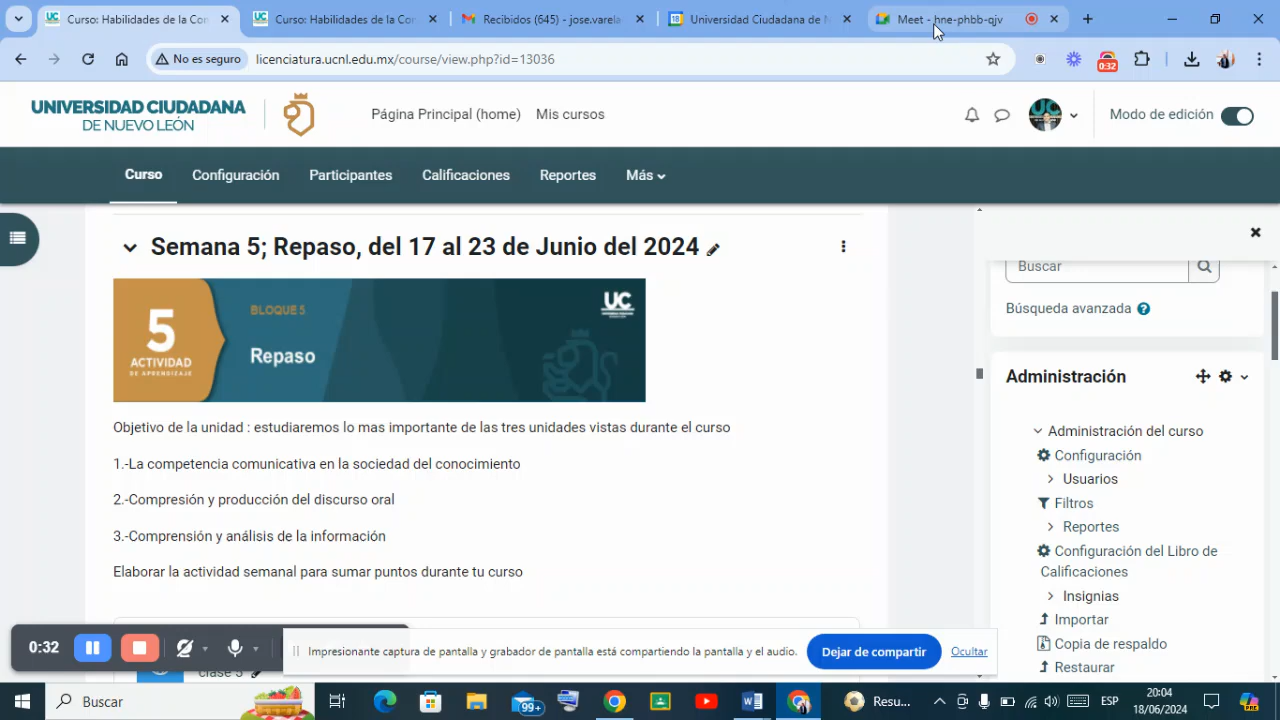 Curso: Habilidades de la Con
Curso: Habilidades de la Con
Recibidos (645) - jose.varela
18
Universidad Ciudadana de N
Meet - hne-phbb-qjv
No es seguro
licenciatura.ucnl.edu.mx/course/view.php?id=13036
0:32
UNIVERSIDAD CIUDADANA
DE NUEVO LEÓN
Página Principal (home)
Mis cursos
UC
Modo de edición
Curso
Configuración
Participantes
Calificaciones
Reportes
Más
Semana 5; Repaso, del 17 al 23 de Junio del 2024
5
ACTIVIDAD
DE APRENDIZAJE
BLOQUE 5
Repaso
UC
Objetivo de la unidad : estudiaremos lo mas importante de las tres unidades vistas durante el curso
1.-La competencia comunicativa en la sociedad del conocimiento
2.-Compresión y producción del discurso oral
3.-Comprensión y análisis de la información
Elaborar la actividad semanal para sumar puntos durante tu curso
clase 5
Buscar
Búsqueda avanzada
Administración
Administración del curso
Configuración
Usuarios
Filtros
Reportes
Configuración del Libro de
Calificaciones
Insignias
Importar
Copia de respaldo
Restaurar
0:32
Impresionante captura de pantalla y grabador de pantalla está compartiendo la pantalla y el audio.
Dejar de compartir
Ocultar
Buscar
99+
Resu...
ESP
20:04
18/06/2024
PRE